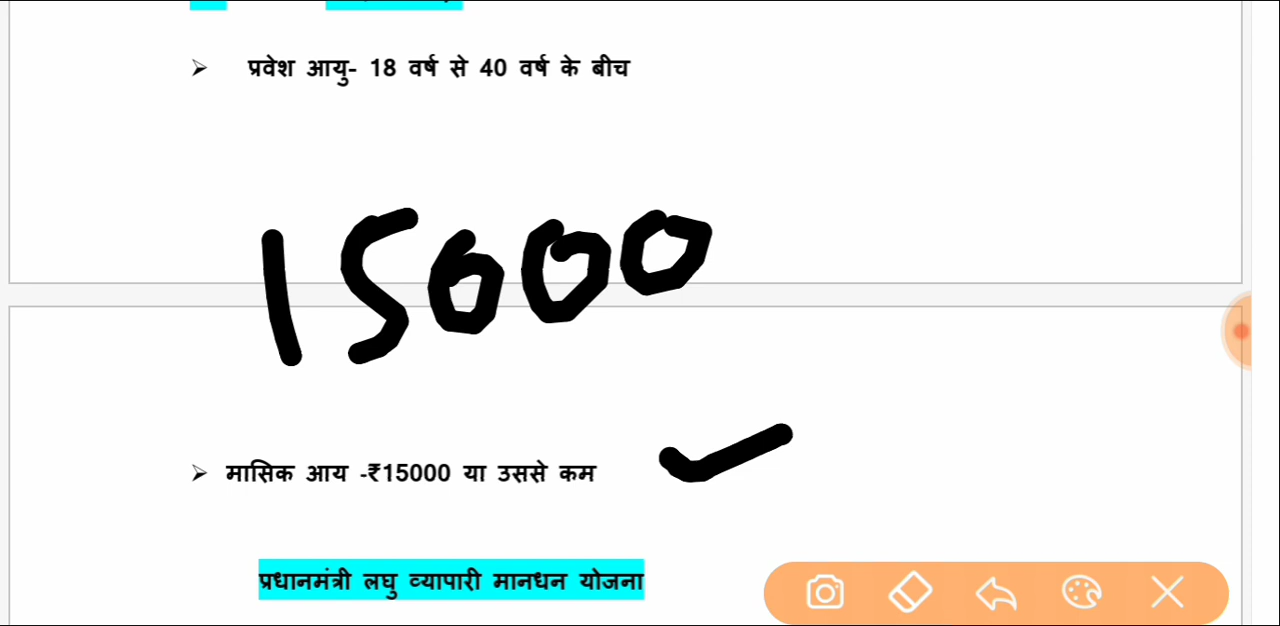 ➢ प्रवेश आयु- 18 वर्ष से 40 वर्ष के बीच
15000
➢ मासिक आय -₹15000 या उससे कम
प्रधानमंत्री लघु व्यापारी मानधन योजना